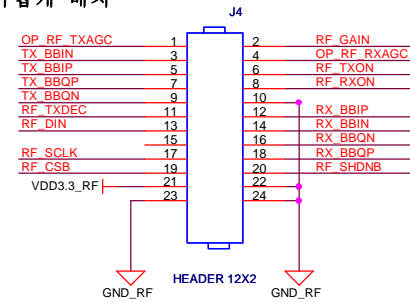 J4
OP_RF_TXAGC 1 2 RF_GAIN
TX_BBIN 3 4 OP_RF_RXAGC
TX_BBIP 5 6 RF_TXON
TX_BBQP 7 8 RF_RXON
TX_BBQN 9 10
RF_TXDEC 11 12 RX_BBIP
RF_DIN 13 14 RX_BBIN
15 16 RX_BBQN
RF_SCLK 17 18 RX_BBQP
RF_CSB 19 20 RF_SHDNB
VDD3.3_RF 21 22
23 24
HEADER 12X2
GND_RF GND_RF